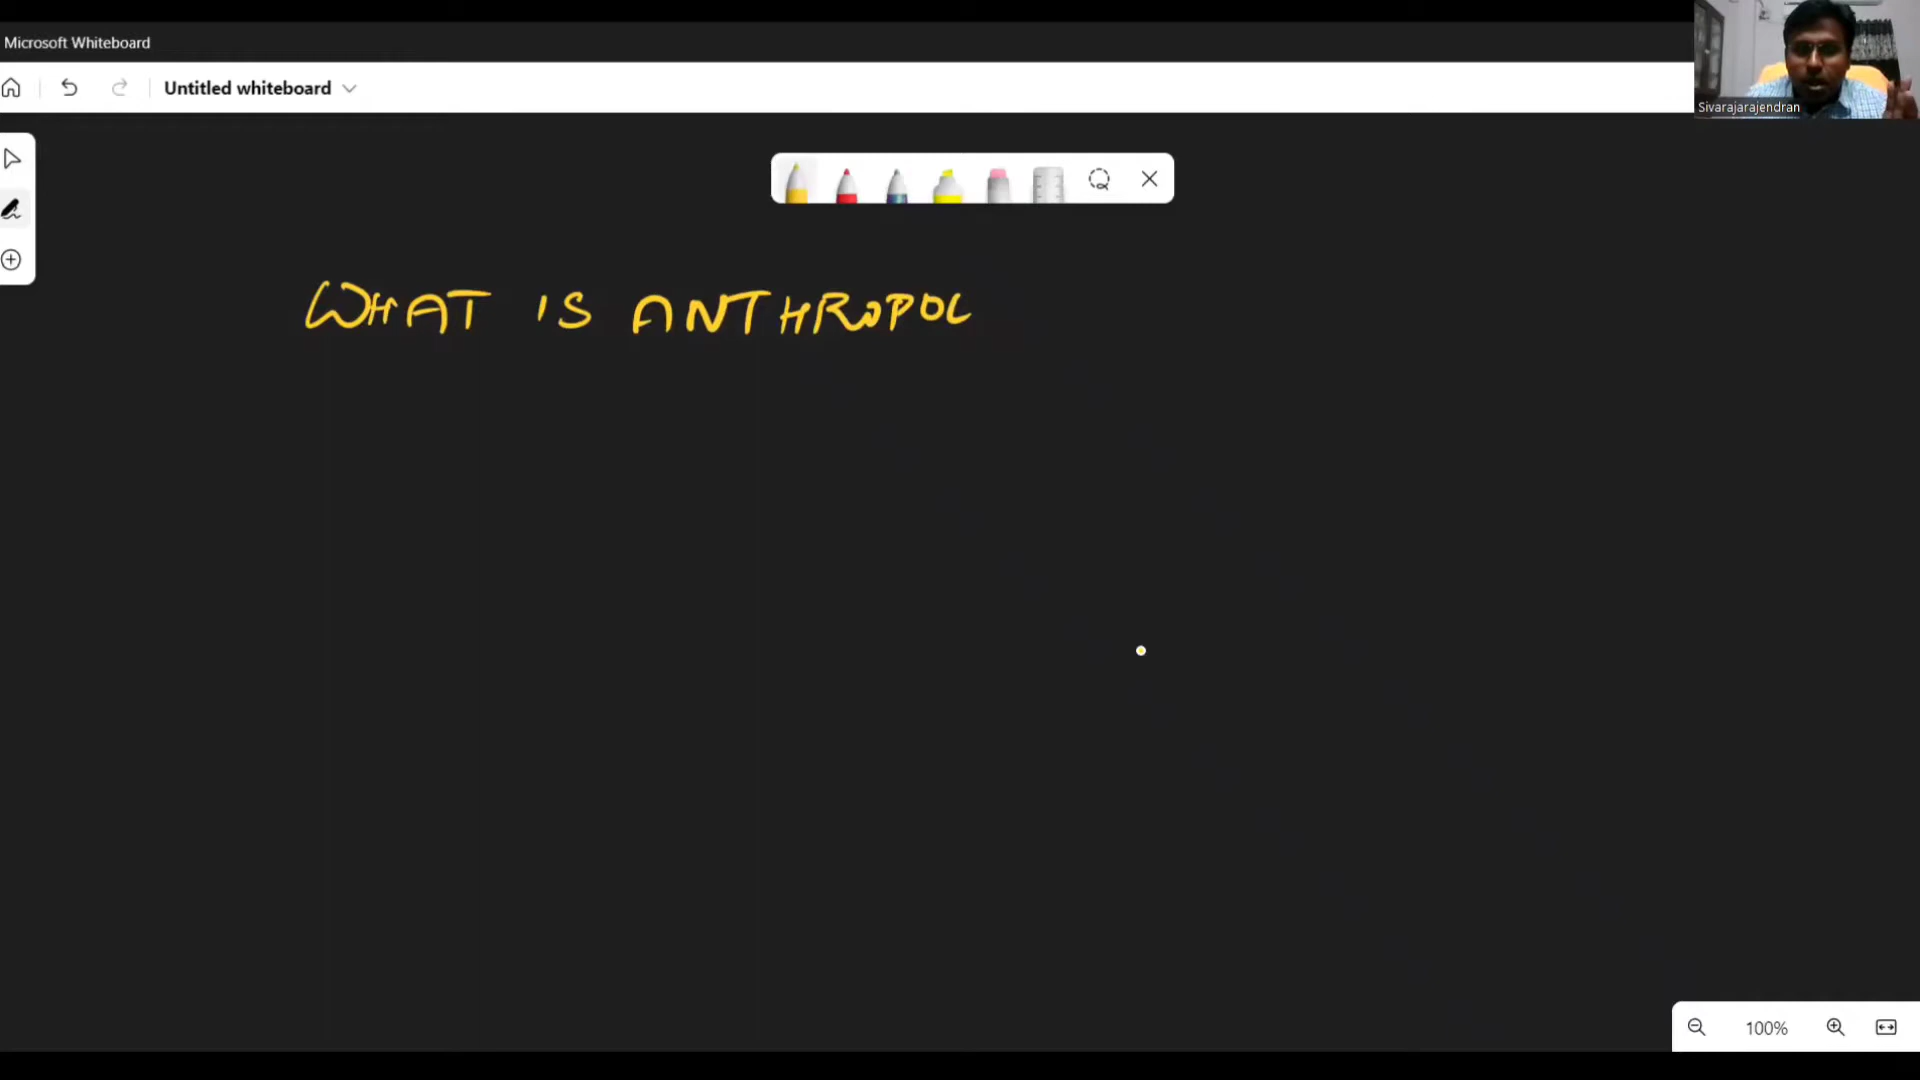 Microsoft Whiteboard
Untitled whiteboard
Sivarajarajendran
WHAT IS ANTHROPOL
100%